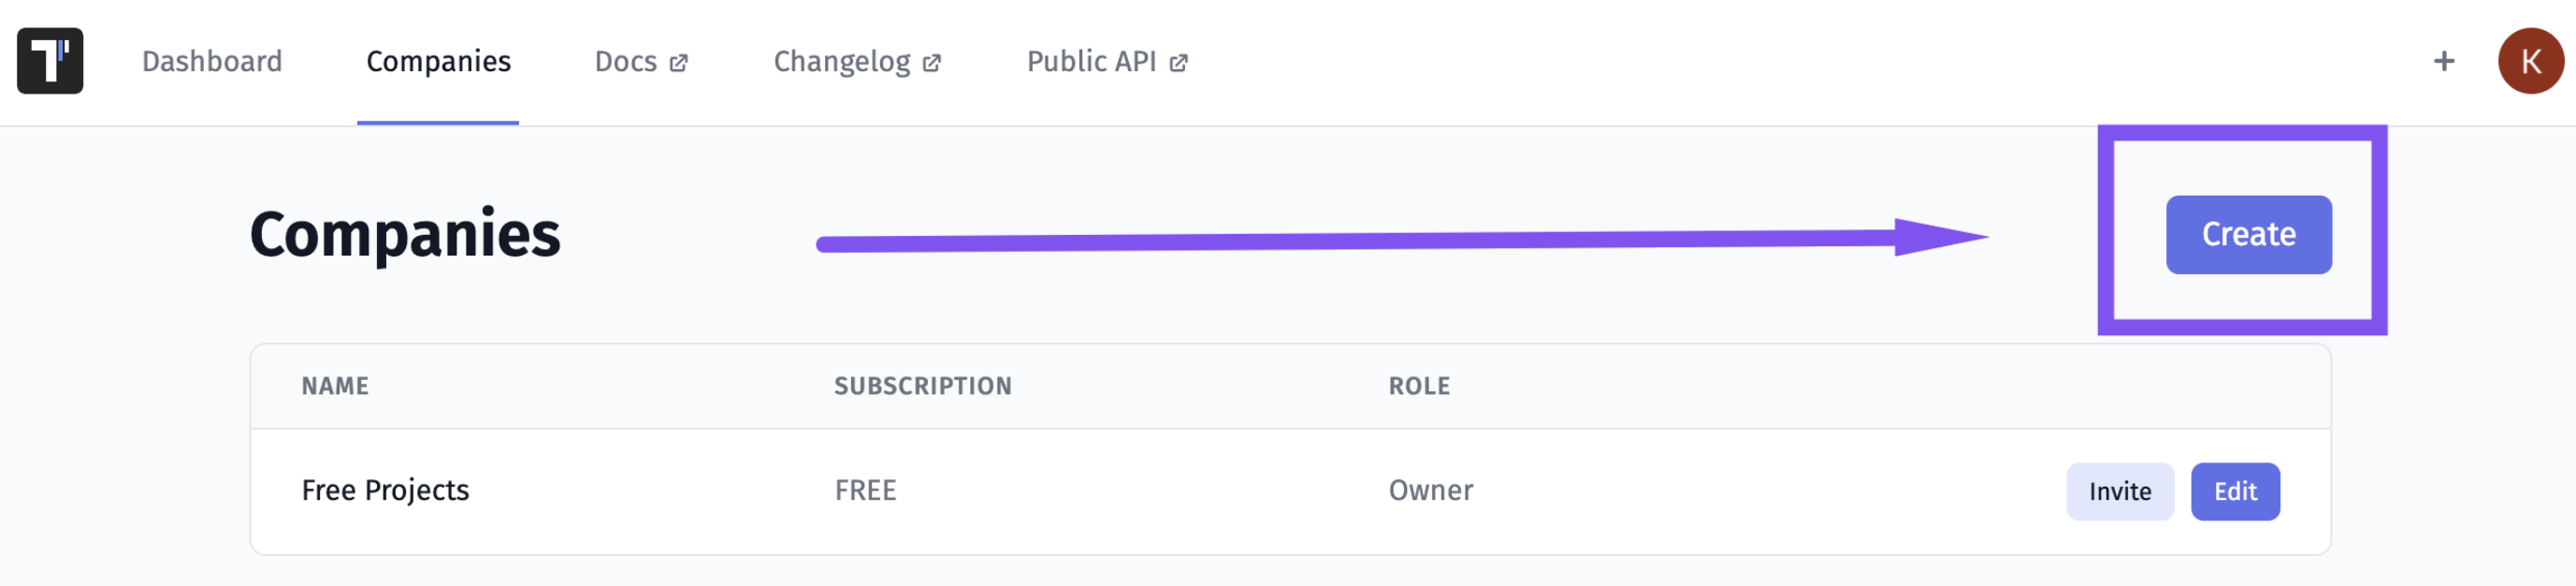 Dashboard Companies Docs Changelog Public API + K
Companies Create
NAME SUBSCRIPTION ROLE
Free Projects FREE Owner Invite Edit